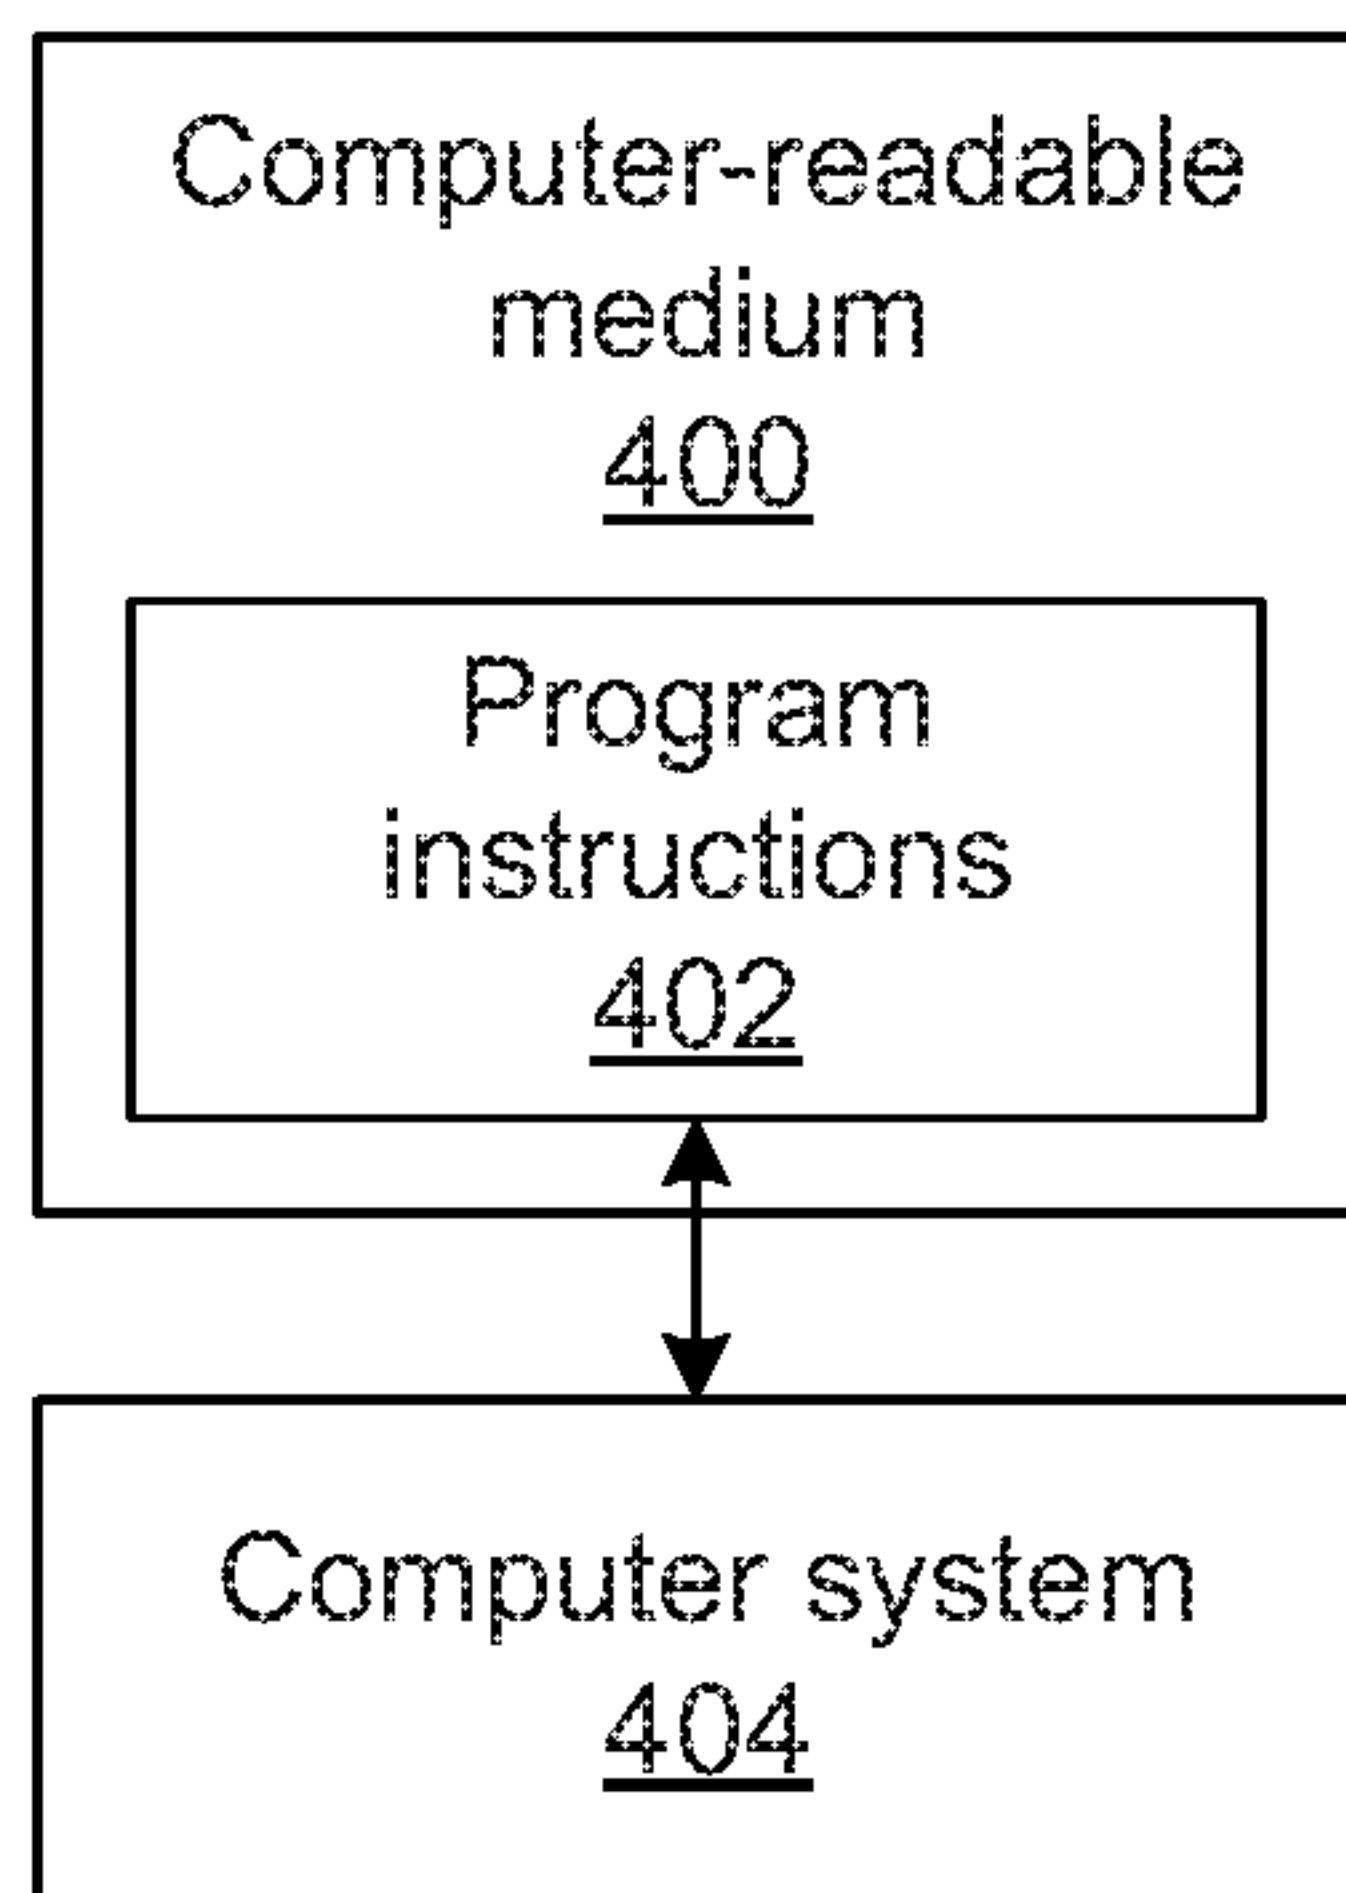 Computer-readable
medium
400
Program
instructions
402
Computer system
404